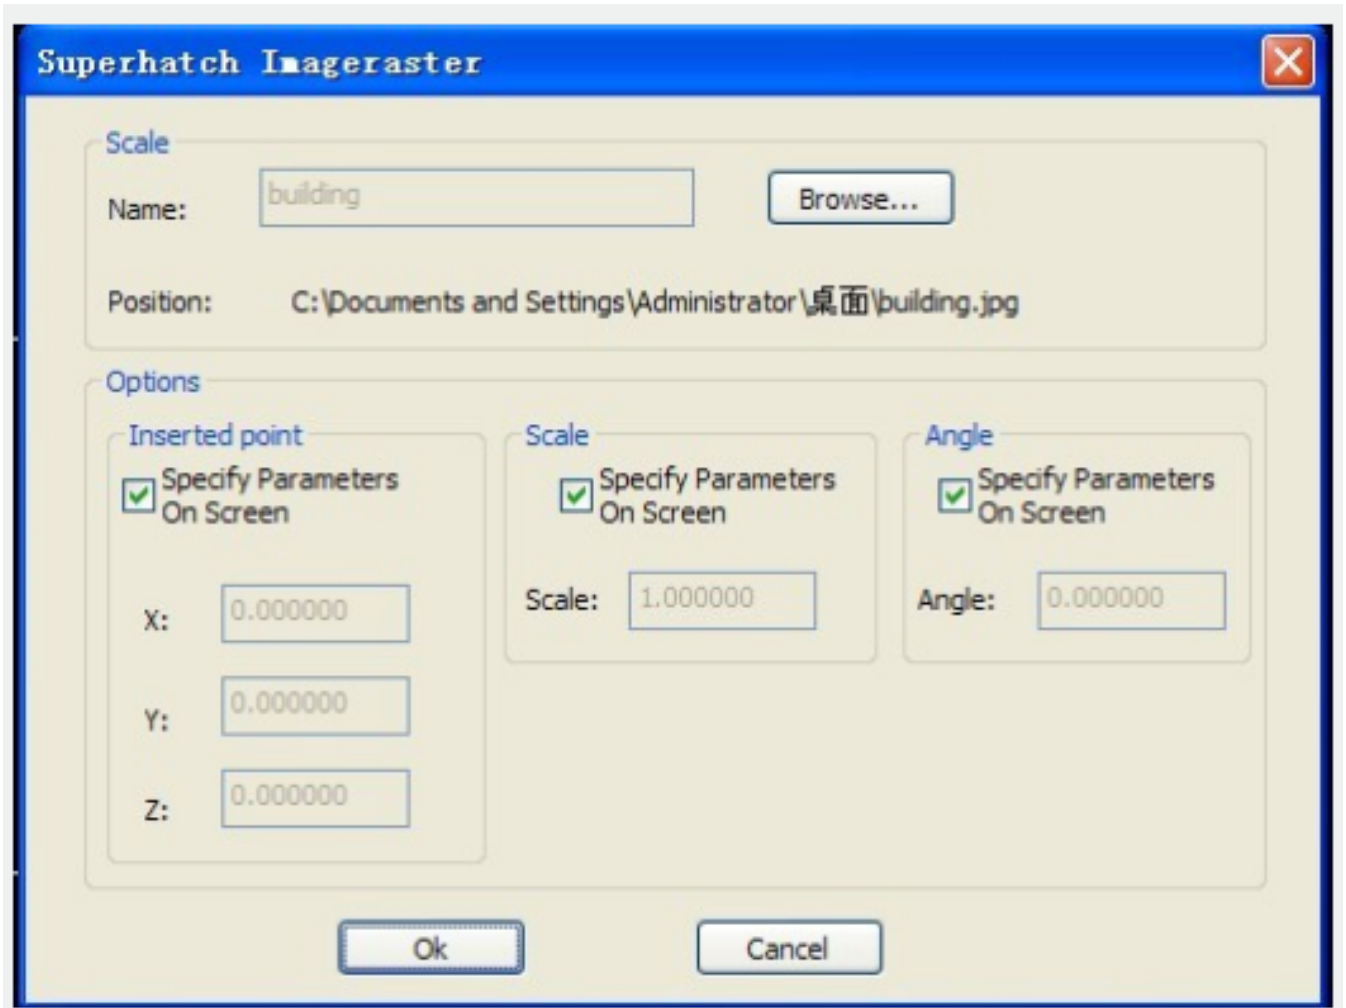 Superhatch Imageraster
Scale
Name:
building
Browse...
Position:
C:\Documents and Settings\Administrator\桌面\building.jpg
Options
Inserted point
Specify Parameters
On Screen
X:
0.000000
Y:
0.000000
Z:
0.000000
Scale
Specify Parameters
On Screen
Scale:
1.000000
Angle
Specify Parameters
On Screen
Angle:
0.000000
Ok
Cancel